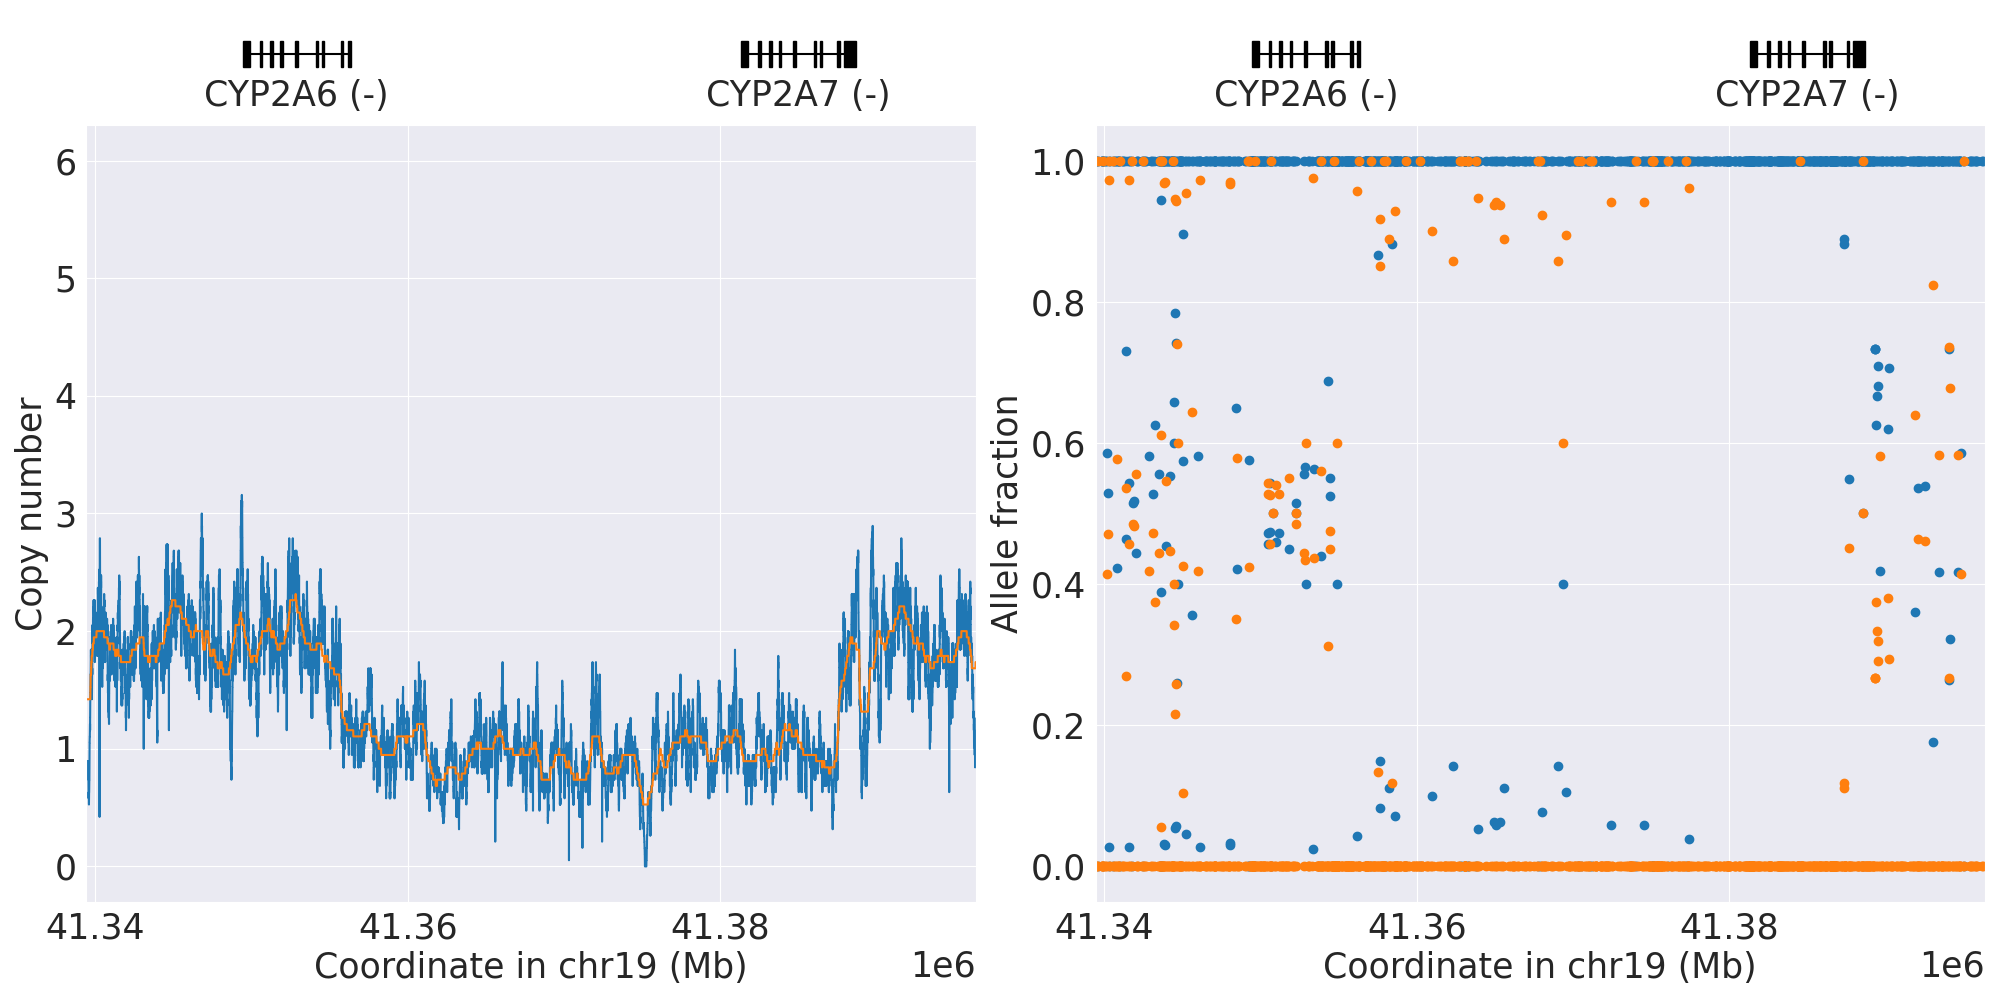 CYP2A6 (-)
CYP2A7 (-)
CYP2A6 (-)
CYP2A7 (-)
6
5
4
3
2
1
0
Copy number
41.34
41.36
41.38
Coordinate in chr19 (Mb)
1e6
1.0
0.8
0.6
0.4
0.2
0.0
Allele fraction
41.34
41.36
41.38
Coordinate in chr19 (Mb)
1e6